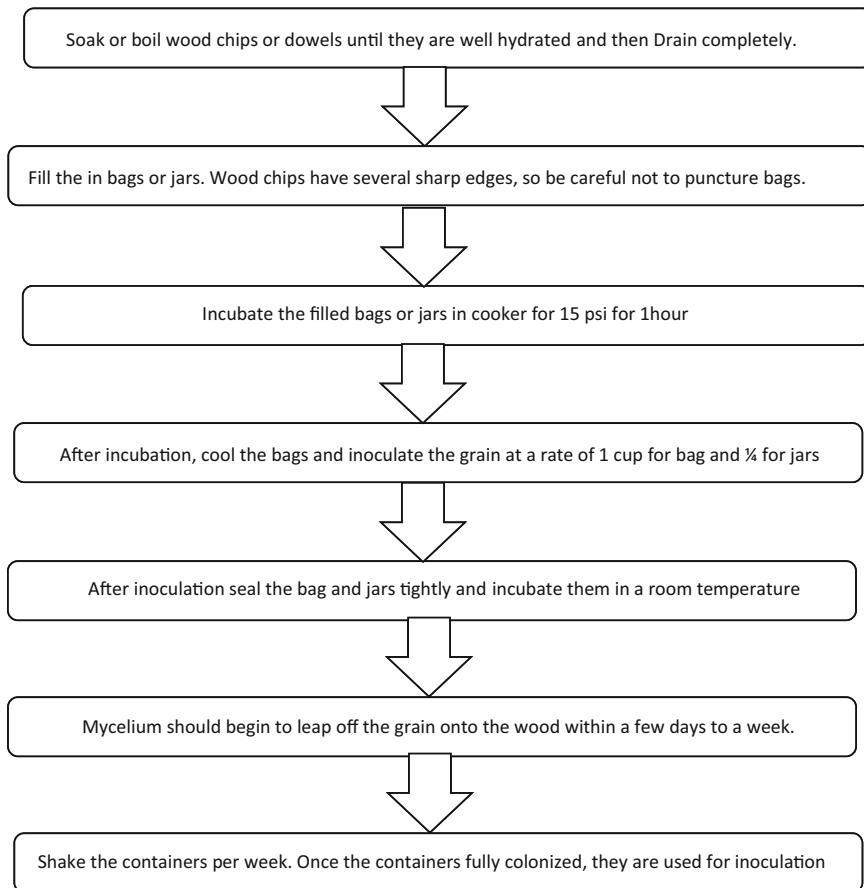 Soak or boil wood chips or dowels until they are well hydrated and then Drain completely.
Fill the in bags or jars. Wood chips have several sharp edges, so be careful not to puncture bags.
Incubate the filled bags or jars in cooker for 15 psi for 1hour
After incubation, cool the bags and inoculate the grain at a rate of 1 cup for bag and ¼ for jars
After inoculation seal the bag and jars tightly and incubate them in a room temperature
Mycelium should begin to leap off the grain onto the wood within a few days to a week.
Shake the containers per week. Once the containers fully colonized, they are used for inoculation